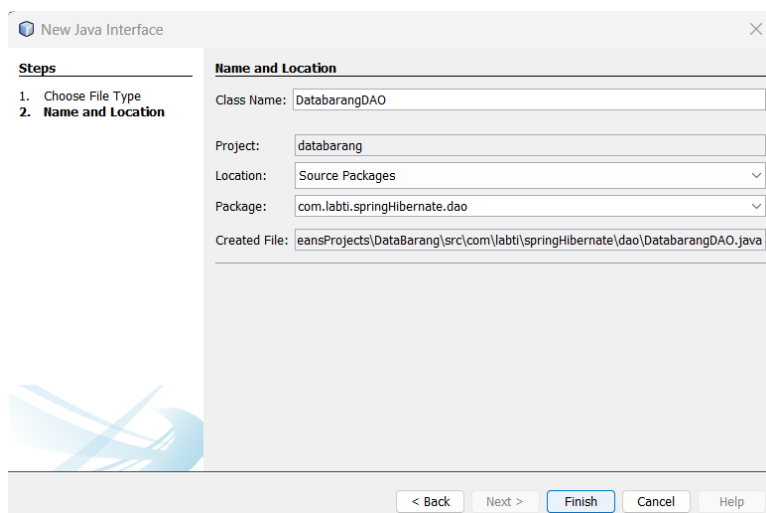 New Java Interface
Steps
1. Choose File Type
2. Name and Location
Name and Location
Class Name: DatabarangDAO
Project: databarang
Location: Source Packages
Package: com.labti.springHibernate.dao
Created File: eansProjects\DataBarang\src\com\labti\springHibernate\dao\DatabarangDAO.java
< Back Next > Finish Cancel Help